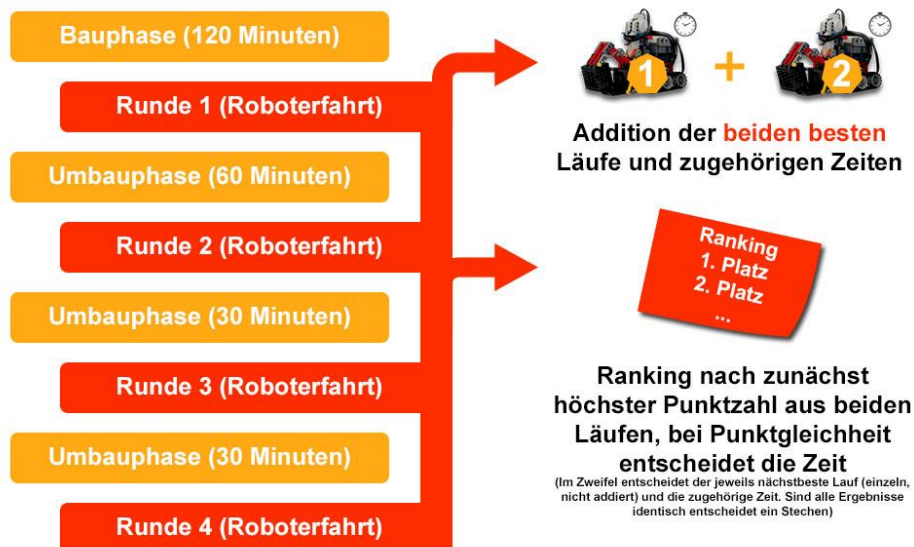 Bauphase (120 Minuten)
Runde 1 (Roboterfahrt)
Umbauphase (60 Minuten)
Runde 2 (Roboterfahrt)
Umbauphase (30 Minuten)
Runde 3 (Roboterfahrt)
Umbauphase (30 Minuten)
Runde 4 (Roboterfahrt)
1 + 2
Addition der beiden besten
Läufe und zugehörigen Zeiten
Ranking
1. Platz
2. Platz
...
Ranking nach zunächst
höchster Punktzahl aus beiden
Läufen, bei Punktgleichheit
entscheidet die Zeit
(Im Zweifel entscheidet der jeweils nächstbeste Lauf (einzeln,
nicht addiert) und die zugehörige Zeit. Sind alle Ergebnisse
identisch entscheidet ein Stechen)